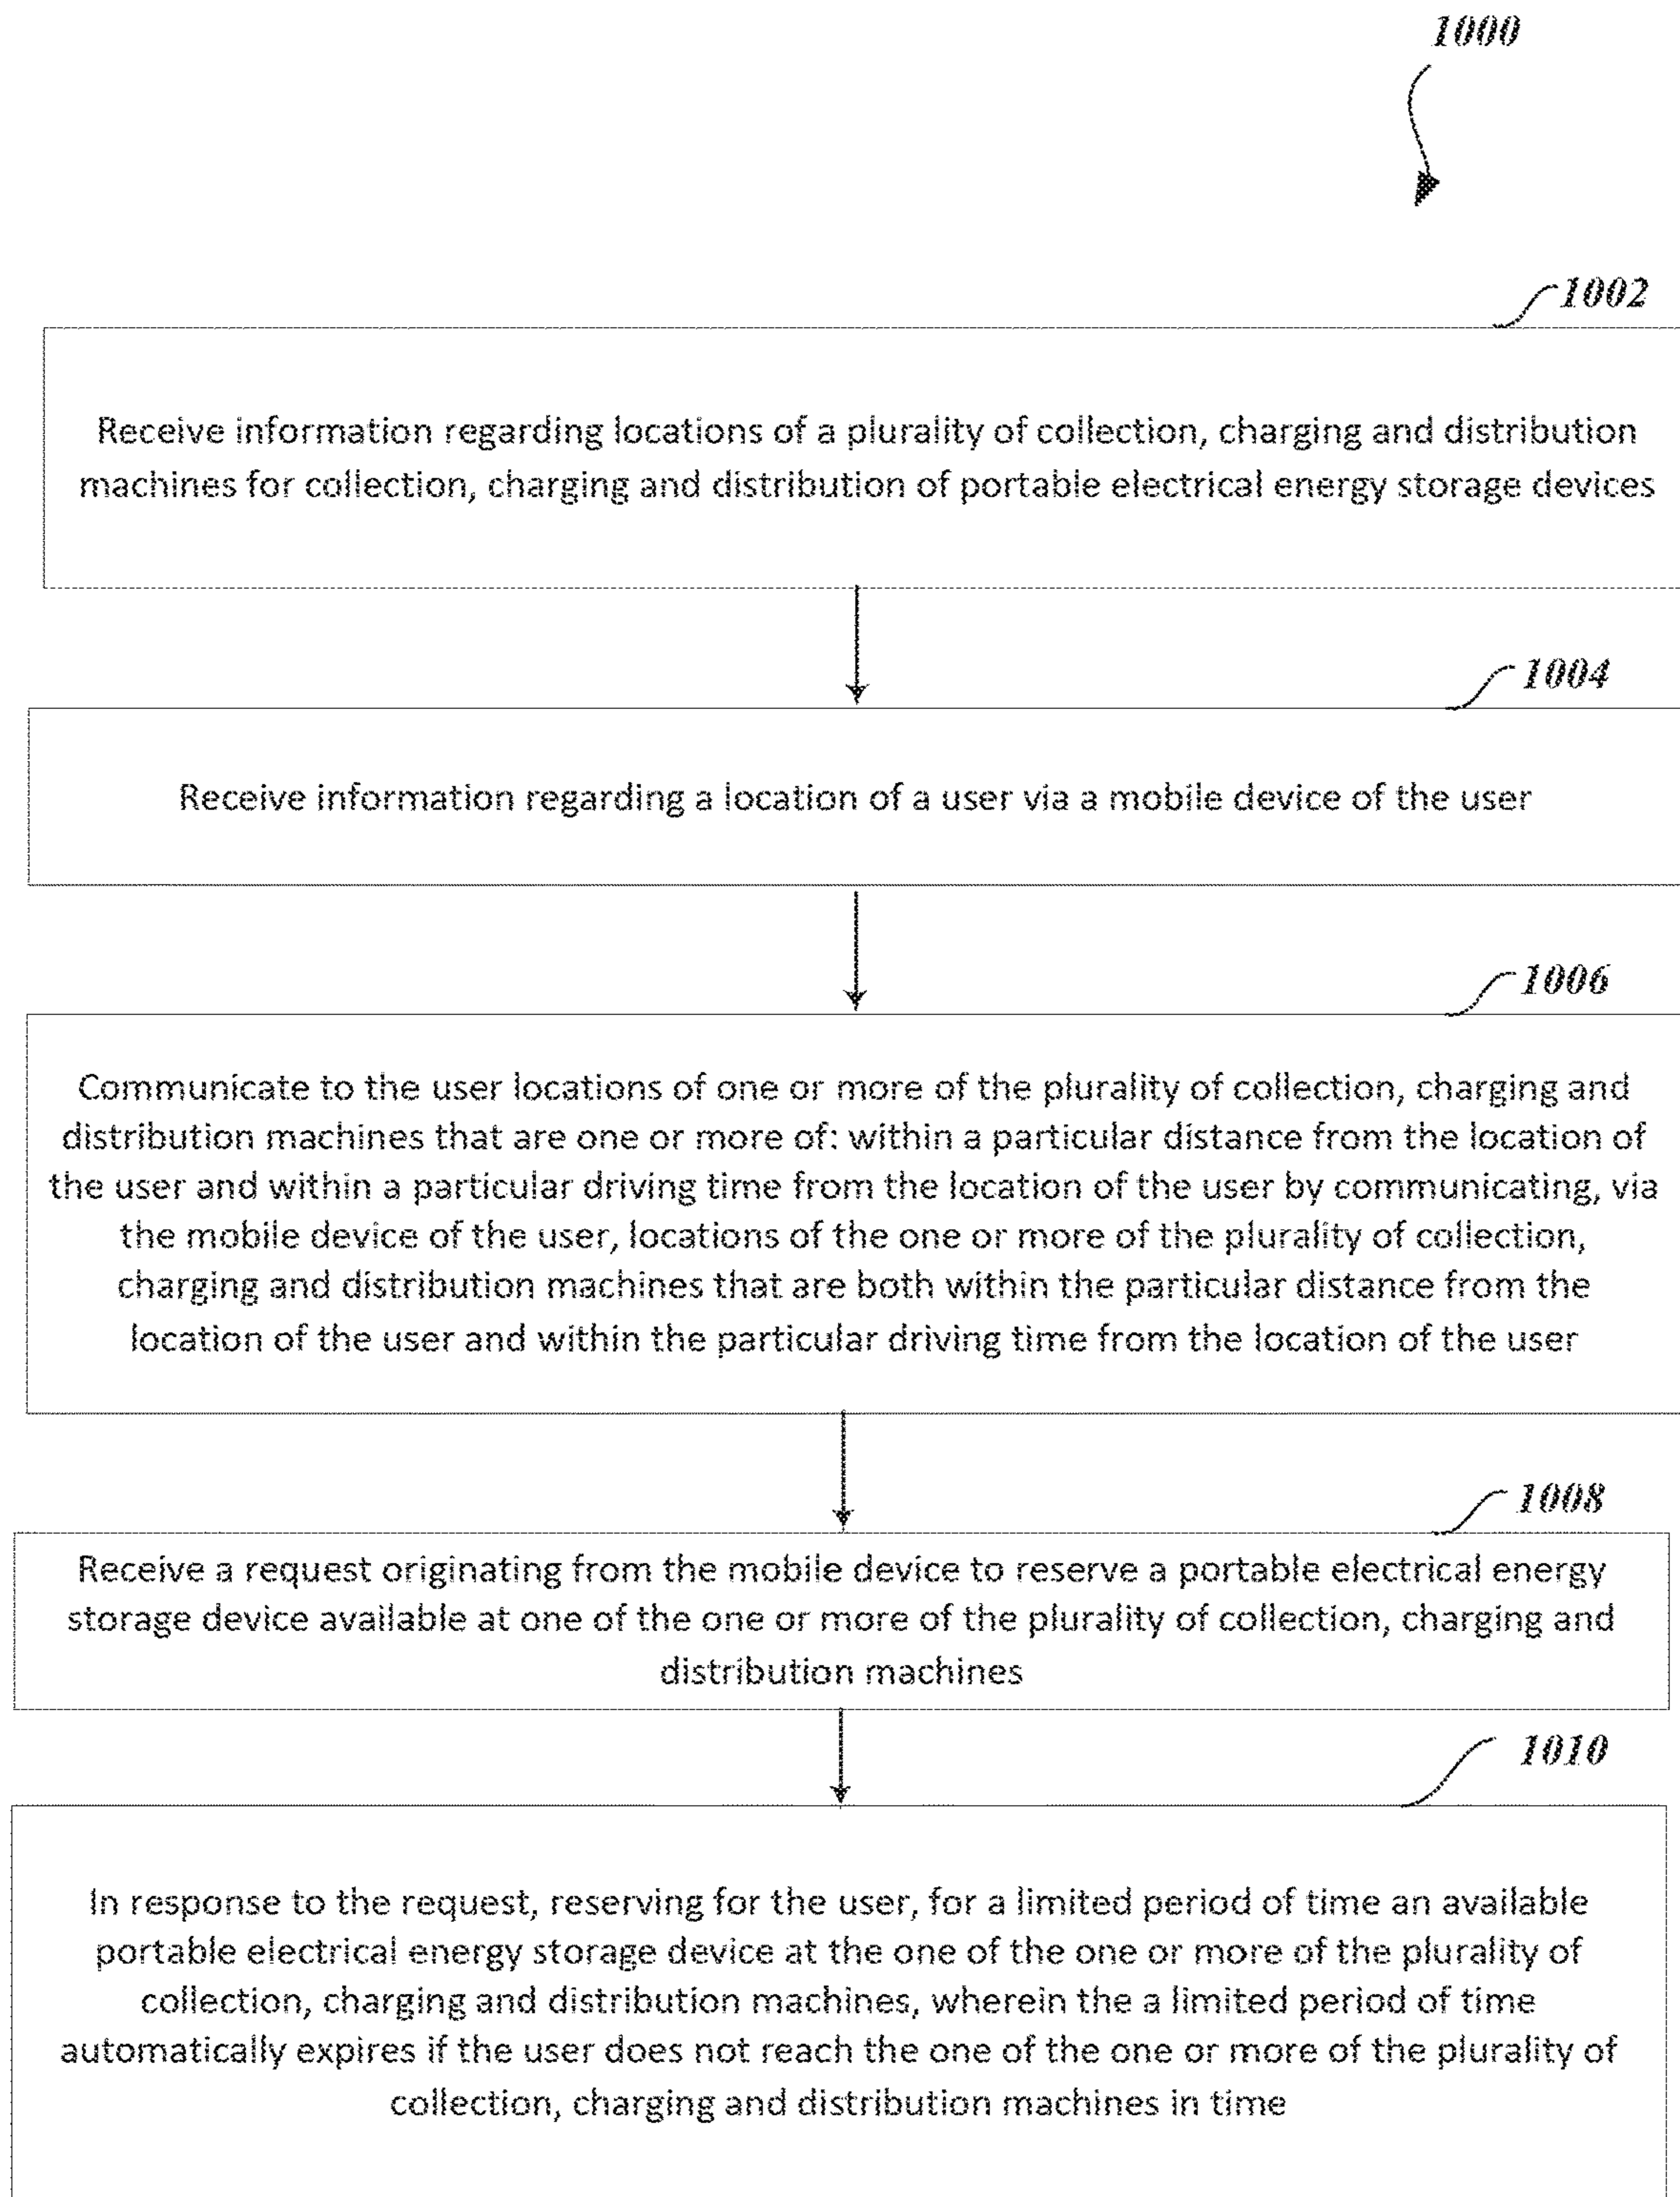 1000
1002
Receive information regarding locations of a plurality of collection, charging and distribution
machines for collection, charging and distribution of portable electrical energy storage devices
1004
Receive information regarding a location of a user via a mobile device of the user
1006
Communicate to the user locations of one or more of the plurality of collection, charging and
distribution machines that are one or more of: within a particular distance from the location of
the user and within a particular driving time from the location of the user by communicating, via
the mobile device of the user, locations of the one or more of the plurality of collection,
charging and distribution machines that are both within the particular distance from the
location of the user and within the particular driving time from the location of the user
1008
Receive a request originating from the mobile device to reserve a portable electrical energy
storage device available at one of the one or more of the plurality of collection, charging and
distribution machines
1010
In response to the request, reserving for the user, for a limited period of time an available
portable electrical energy storage device at the one of the one or more of the plurality of
collection, charging and distribution machines, wherein the a limited period of time
automatically expires if the user does not reach the one of the one or more of the plurality of
collection, charging and distribution machines in time